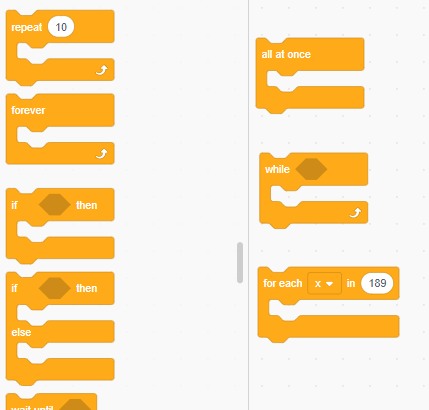 repeat 10
forever
if then
if then
else
wait until
all at once
while
for each x in 189